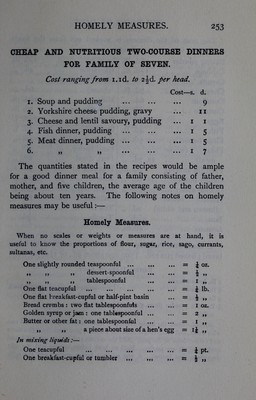 HOMELY MEASURES. 253
CHEAP AND NUTRITIOUS TWO-COURSE DINNERS
FOR FAMILY OF SEVEN.
Cost ranging from 1.1d. to 2½d. per head.
Cost—s. d.
1. Soup and pudding ... ... ... 9
2. Yorkshire cheese pudding, gravy ... 11
3. Cheese and lentil savoury, pudding ... 1 1
4. Fish dinner, pudding ... ... ... 1 5
5. Meat dinner, pudding ... ... ... 1 5
6. „ „ ... ... ... 1 7
The quantities stated in the recipes would be ample
for a good dinner meal for a family consisting of father,
mother, and five children, the average age of the children
being about ten years. The following notes on homely
measures may be useful :—
Homely Measures.
When no scales or weights or measures are at hand, it is
useful to know the proportions of flour, sugar, rice, sago, currants,
sultanas, etc.
One slightly rounded teaspoonful ... ... ... = ¼ oz.
„ „ „ dessert-spoonful ... ... = ½ „
„ „ „ tablespoonful ... ... = 1 „
One flat teacupful ... ... ... ... ... = ¼ lb.
One flat breakfast-cupful or half-pint basin ... = ½ „
Bread crumbs : two flat tablespoonfuls ... ... = 1 oz.
Golden syrup or jam : one tablespoonful ... ... = 2 „
Butter or other fat : one tablespoonful ... ... = 1 „
„ „ a piece about size of a hen's egg = 1½ „
In mixing liquids :—
One teacupful ... ... ... ... ... = ¼ pt.
One breakfast-cupful or tumbler ... ... ... = ½ „